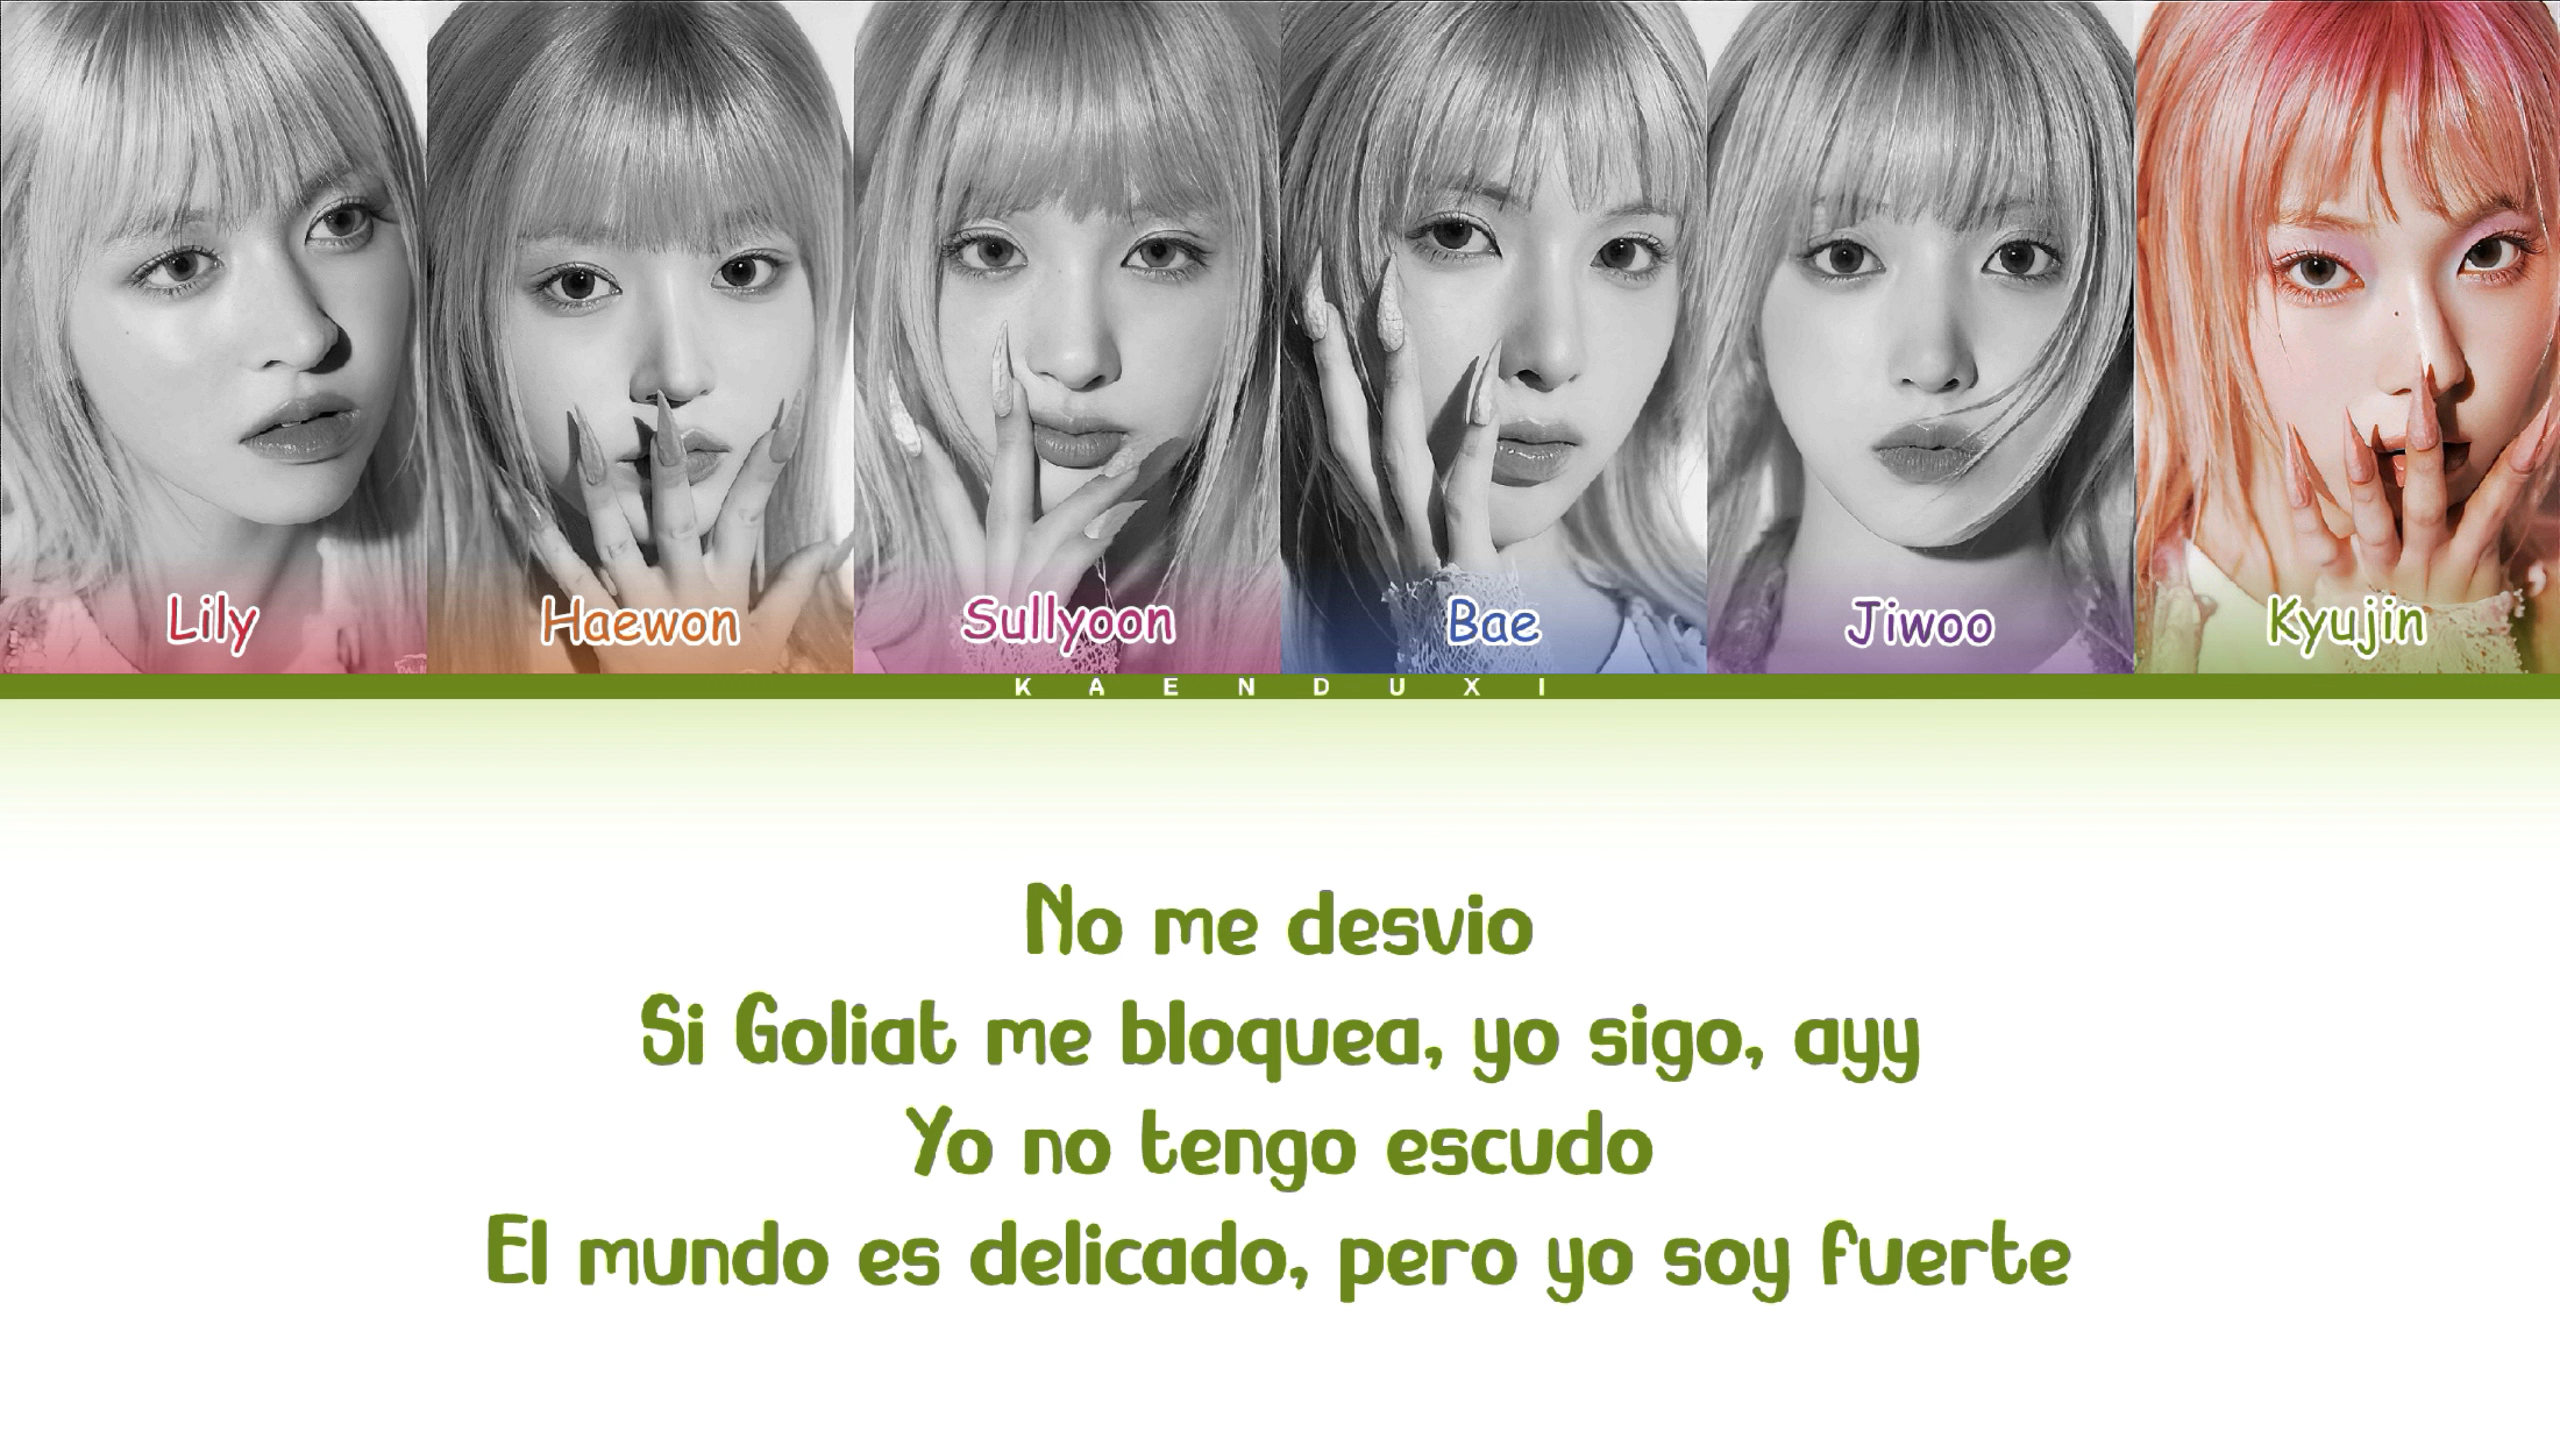 Lily
Haewon
Sullyoon
Bae
Jiwoo
Kyujin
KAENDUXI
No me desvio
Si Goliat me bloquea, yo sigo, ayy
Yo no tengo escudo
El mundo es delicado, pero yo soy fuerte